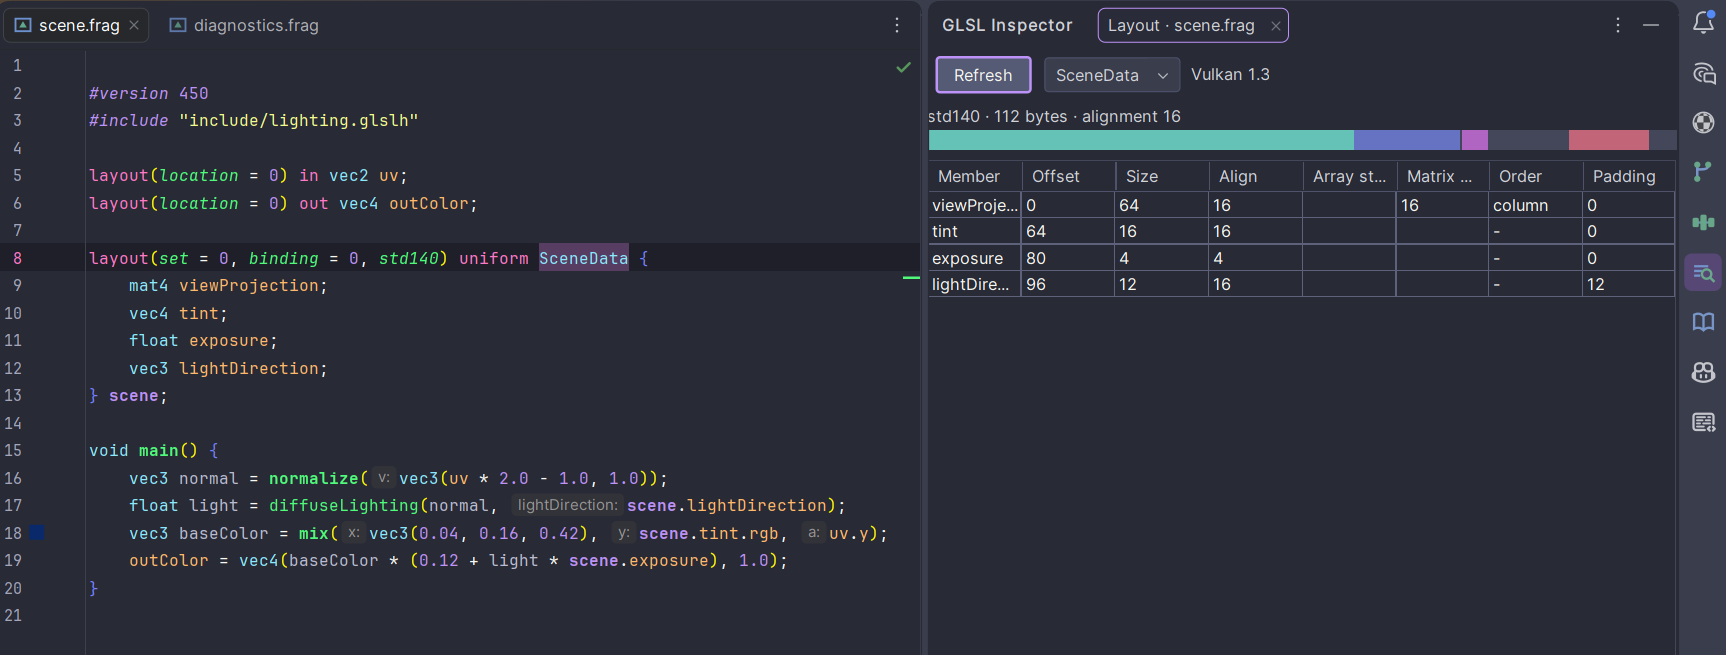 scene.frag
diagnostics.frag
1
2 #version 450
3 #include "include/lighting.glslh"
4
5 layout(location = 0) in vec2 uv;
6 layout(location = 0) out vec4 outColor;
7
8 layout(set = 0, binding = 0, std140) uniform SceneData {
9 mat4 viewProjection;
10 vec4 tint;
11 float exposure;
12 vec3 lightDirection;
13 } scene;
14
15 void main() {
16 vec3 normal = normalize( v: vec3(uv * 2.0 - 1.0, 1.0));
17 float light = diffuseLighting(normal, lightDirection: scene.lightDirection);
18 vec3 baseColor = mix( x: vec3(0.04, 0.16, 0.42), y: scene.tint.rgb, a: uv.y);
19 outColor = vec4(baseColor * (0.12 + light * scene.exposure), 1.0);
20 }
21
GLSL Inspector Layout · scene.frag
Refresh SceneData Vulkan 1.3
std140 · 112 bytes · alignment 16
Member Offset Size Align Array st... Matrix ... Order Padding
viewProje... 0 64 16 16 column 0
tint 64 16 16 - 0
exposure 80 4 4 - 0
lightDire... 96 12 16 - 12